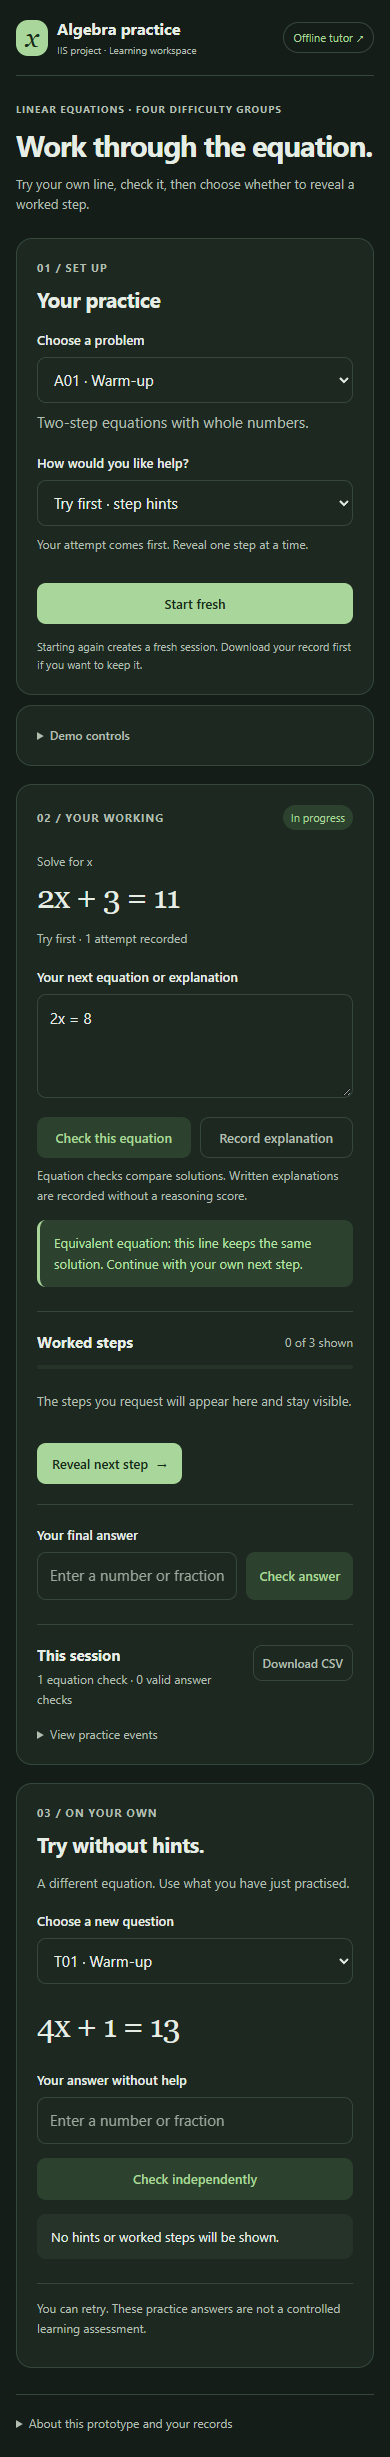 x
Algebra practice
IIS project · Learning workspace
Offline tutor ↗
LINEAR EQUATIONS · FOUR DIFFICULTY GROUPS
Work through the equation.
Try your own line, check it, then choose whether to reveal a
worked step.
01 / SET UP
Your practice
Choose a problem
A01 · Warm-up
Two-step equations with whole numbers.
How would you like help?
Try first · step hints
Your attempt comes first. Reveal one step at a time.
Start fresh
Starting again creates a fresh session. Download your record first
if you want to keep it.
▶ Demo controls
02 / YOUR WORKING
In progress
Solve for x
2x + 3 = 11
Try first · 1 attempt recorded
Your next equation or explanation
2x = 8
Check this equation
Record explanation
Equation checks compare solutions. Written explanations
are recorded without a reasoning score.
Equivalent equation: this line keeps the same
solution. Continue with your own next step.
Worked steps
0 of 3 shown
The steps you request will appear here and stay visible.
Reveal next step →
Your final answer
Enter a number or fraction
Check answer
This session
1 equation check · 0 valid answer
checks
Download CSV
▶ View practice events
03 / ON YOUR OWN
Try without hints.
A different equation. Use what you have just practised.
Choose a new question
T01 · Warm-up
4x + 1 = 13
Your answer without help
Enter a number or fraction
Check independently
No hints or worked steps will be shown.
You can retry. These practice answers are not a controlled
learning assessment.
▶ About this prototype and your records